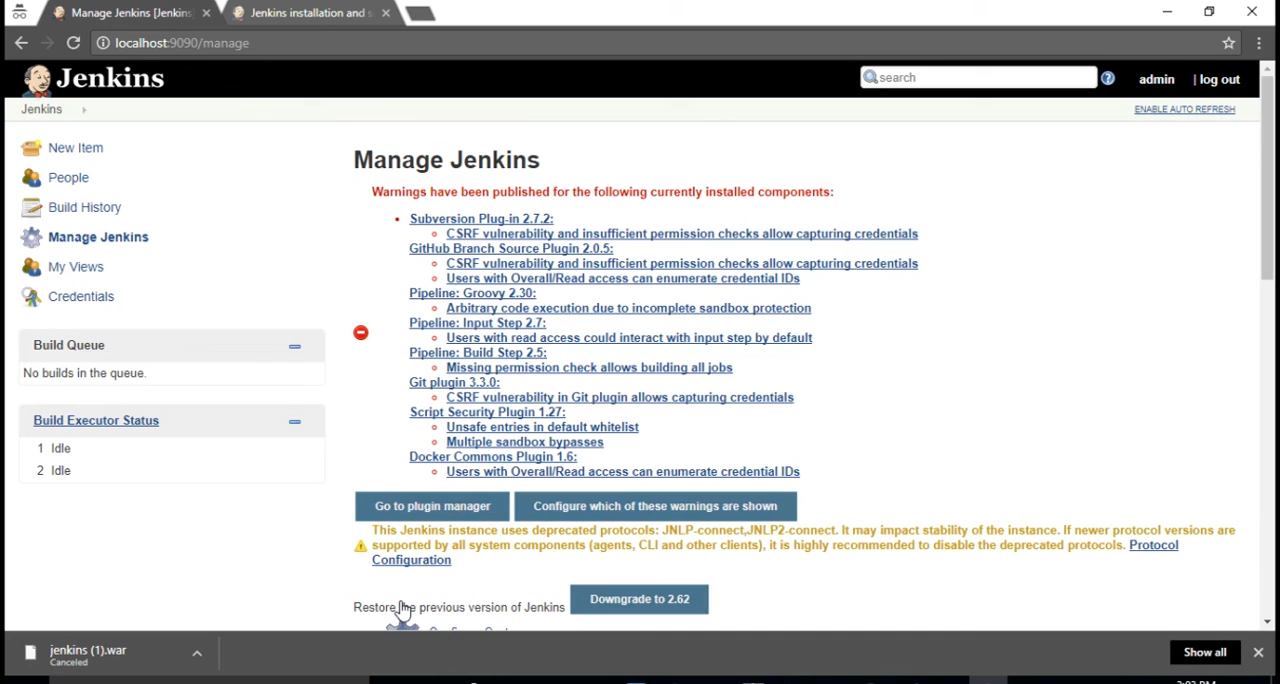 Manage Jenkins [Jenkins
Jenkins installation and s
localhost:9090/manage
Jenkins
search
admin
| log out
Jenkins
ENABLE AUTO REFRESH
New Item
People
Build History
Manage Jenkins
My Views
Credentials
Build Queue
No builds in the queue.
Build Executor Status
1 Idle
2 Idle
Manage Jenkins
Warnings have been published for the following currently installed components:
Subversion Plug-in 2.7.2:
CSRF vulnerability and insufficient permission checks allow capturing credentials
GitHub Branch Source Plugin 2.0.5:
CSRF vulnerability and insufficient permission checks allow capturing credentials
Users with Overall/Read access can enumerate credential IDs
Pipeline: Groovy 2.30:
Arbitrary code execution due to incomplete sandbox protection
Pipeline: Input Step 2.7:
Users with read access could interact with input step by default
Pipeline: Build Step 2.5:
Missing permission check allows building all jobs
Git plugin 3.3.0:
CSRF vulnerability in Git plugin allows capturing credentials
Script Security Plugin 1.27:
Unsafe entries in default whitelist
Multiple sandbox bypasses
Docker Commons Plugin 1.6:
Users with Overall/Read access can enumerate credential IDs
Go to plugin manager
Configure which of these warnings are shown
This Jenkins instance uses deprecated protocols: JNLP-connect,JNLP2-connect. It may impact stability of the instance. If newer protocol versions are
supported by all system components (agents, CLI and other clients), it is highly recommended to disable the deprecated protocols. Protocol
Configuration
Restore the previous version of Jenkins
Downgrade to 2.62
jenkins (1).war
Canceled
Show all